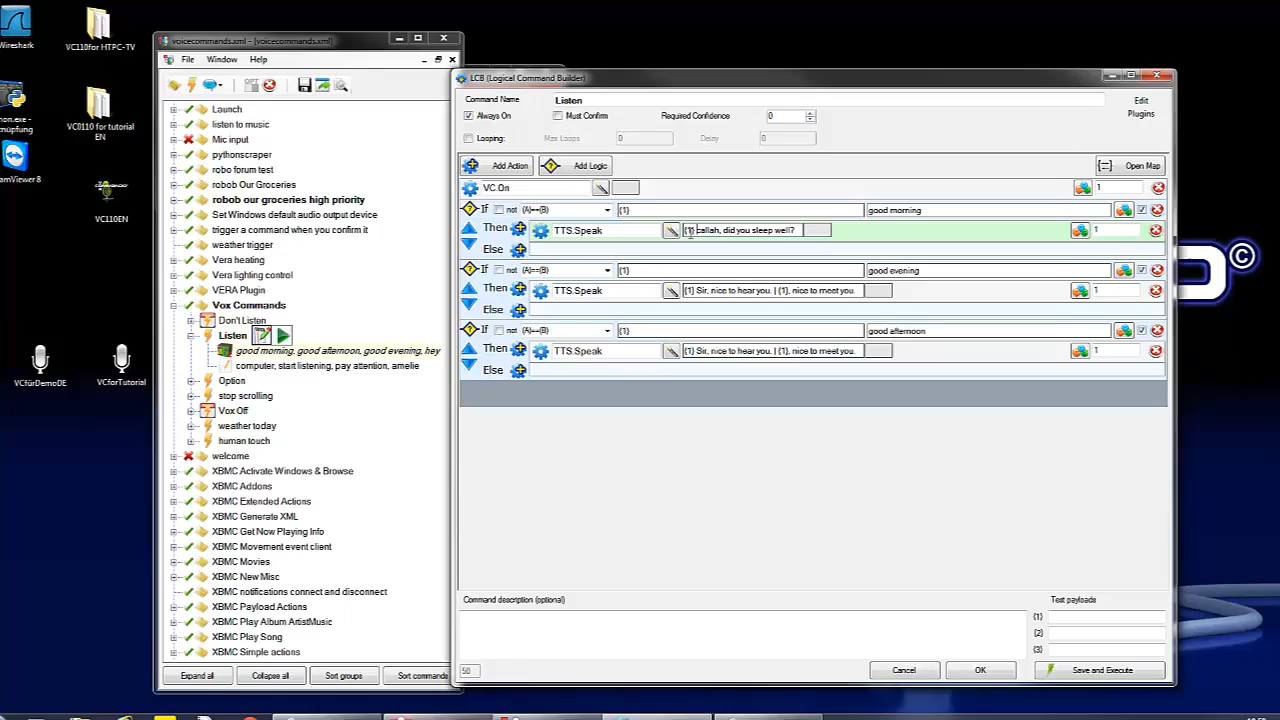 Wireshark
VC110for HTPC-TV
non.exe -
knüpfung
VC0110 for tutorial
EN
amViewer 8
VC110EN
VCfürDemoDE
VCforTutorial
voicecommands.xml - [voicecommands.xml]
File Window Help
OPT
Launch
listen to music
Mic input
pythonscraper
robo forum test
robob Our Groceries
robob our groceries high priority
Set Windows default audio output device
trigger a command when you confirm it
weather trigger
Vera heating
Vera lighting control
VERA Plugin
Vox Commands
Don't Listen
Listen
good morning, good afternoon, good evening, hey
computer, start listening, pay attention, amelie
Option
stop scrolling
Vox Off
weather today
human touch
welcome
XBMC Activate Windows & Browse
XBMC Addons
XBMC Extended Actions
XBMC Generate XML
XBMC Get Now Playing Info
XBMC Movement event client
XBMC Movies
XBMC New Misc
XBMC notifications connect and disconnect
XBMC Payload Actions
XBMC Play Album ArtistMusic
XBMC Play Song
XBMC Simple actions
Expand all Collapse all Sort groups Sort commands
LCB (Logical Command Builder)
Command Name Listen
Edit
Plugins
Always On Must Confirm Required Confidence 0
Looping: Max Loops 0 Delay 0
Add Action Add Logic Open Map
VC.On 1
If not (A)==(B) {1} good morning
Then TTS.Speak {1} callah, did you sleep well? 1
Else
If not (A)==(B) {1} good evening
Then TTS.Speak {1} Sir, nice to hear you. | {1}, nice to meet you. 1
Else
If not (A)==(B) {1} good afternoon
Then TTS.Speak {1} Sir, nice to hear you. | {1}, nice to meet you. 1
Else
Command description (optional) Test payloads
{1}
{2}
{3}
50 Cancel OK Save and Execute
©